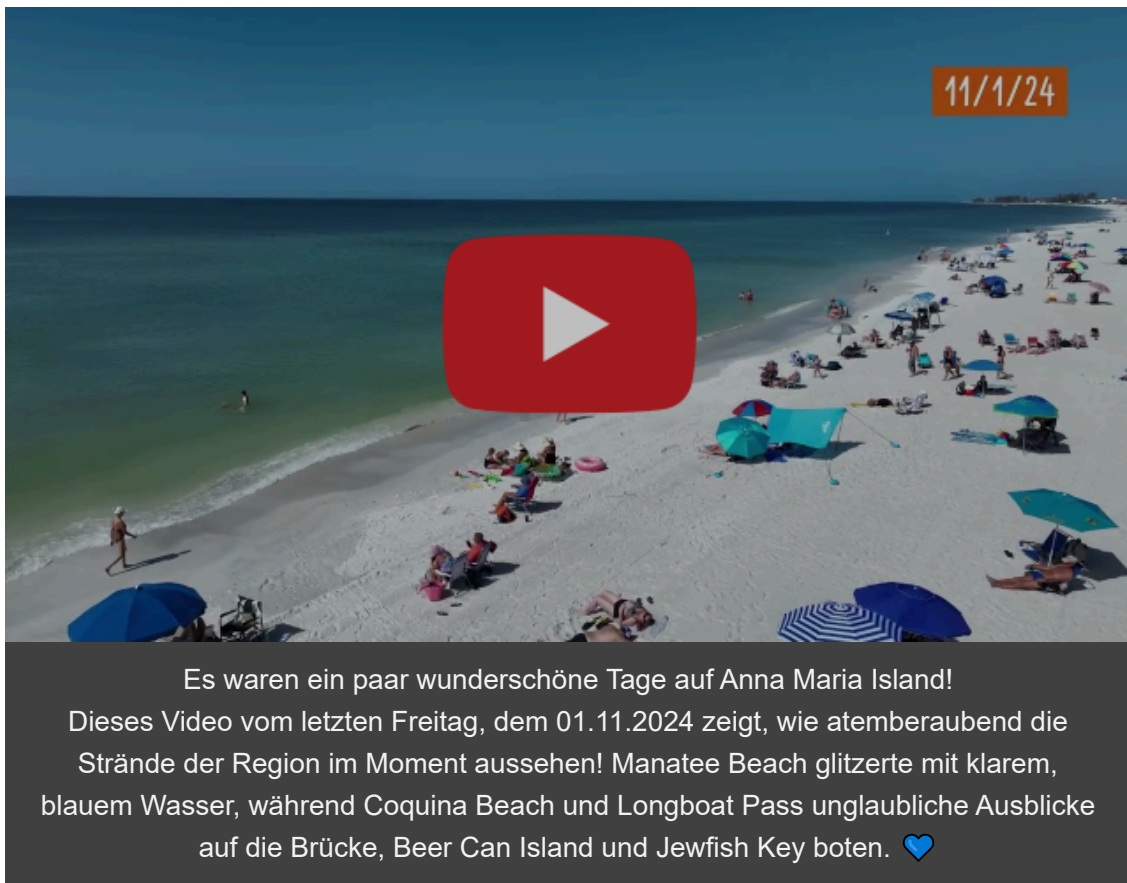 11/1/24
Es waren ein paar wunderschöne Tage auf Anna Maria Island!
Dieses Video vom letzten Freitag, dem 01.11.2024 zeigt, wie atemberaubend die
Strände der Region im Moment aussehen! Manatee Beach glitzerte mit klarem,
blauem Wasser, während Coquina Beach und Longboat Pass unglaubliche Ausblicke
auf die Brücke, Beer Can Island und Jewfish Key boten. 💙